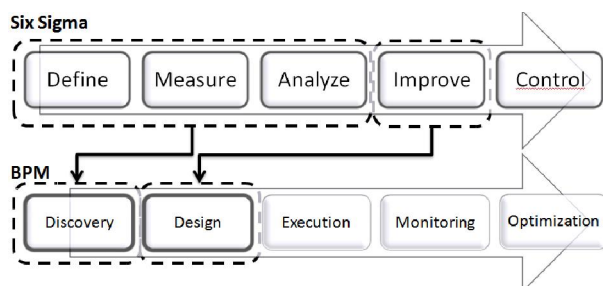 Six Sigma
Define Measure Analyze Improve Control
BPM
Discovery Design Execution Monitoring Optimization